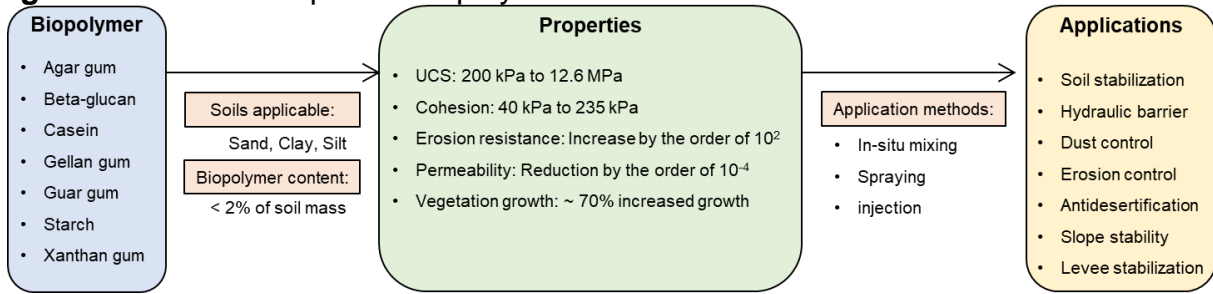 Biopolymer
• Agar gum
• Beta-glucan
• Casein
• Gellan gum
• Guar gum
• Starch
• Xanthan gum
Soils applicable:
Sand, Clay, Silt
Biopolymer content:
< 2% of soil mass
Properties
• UCS: 200 kPa to 12.6 MPa
• Cohesion: 40 kPa to 235 kPa
• Erosion resistance: Increase by the order of 10²
• Permeability: Reduction by the order of 10⁻⁴
• Vegetation growth: ~ 70% increased growth
Application methods:
• In-situ mixing
• Spraying
• injection
Applications
• Soil stabilization
• Hydraulic barrier
• Dust control
• Erosion control
• Antidesertification
• Slope stability
• Levee stabilization